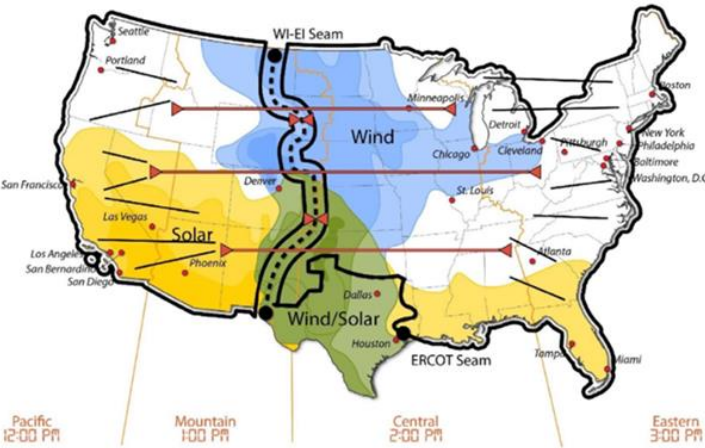 WI-EI Seam
Seattle
Portland
Minneapolis
Boston
Wind
Detroit
New York
Pittsburgh
Philadelphia
Chicago
Cleveland
Baltimore
Washington, D.C
San Francisco
Denver
St. Louis
Las Vegas
Solar
Los Angeles
Atlanta
San Bernardino
Phoenix
San Diego
Dallas
Wind/Solar
Houston
ERCOT Seam
Tampa
Miami
Pacific
12:00 PM
Mountain
1:00 PM
Central
2:00 PM
Eastern
3:00 PM